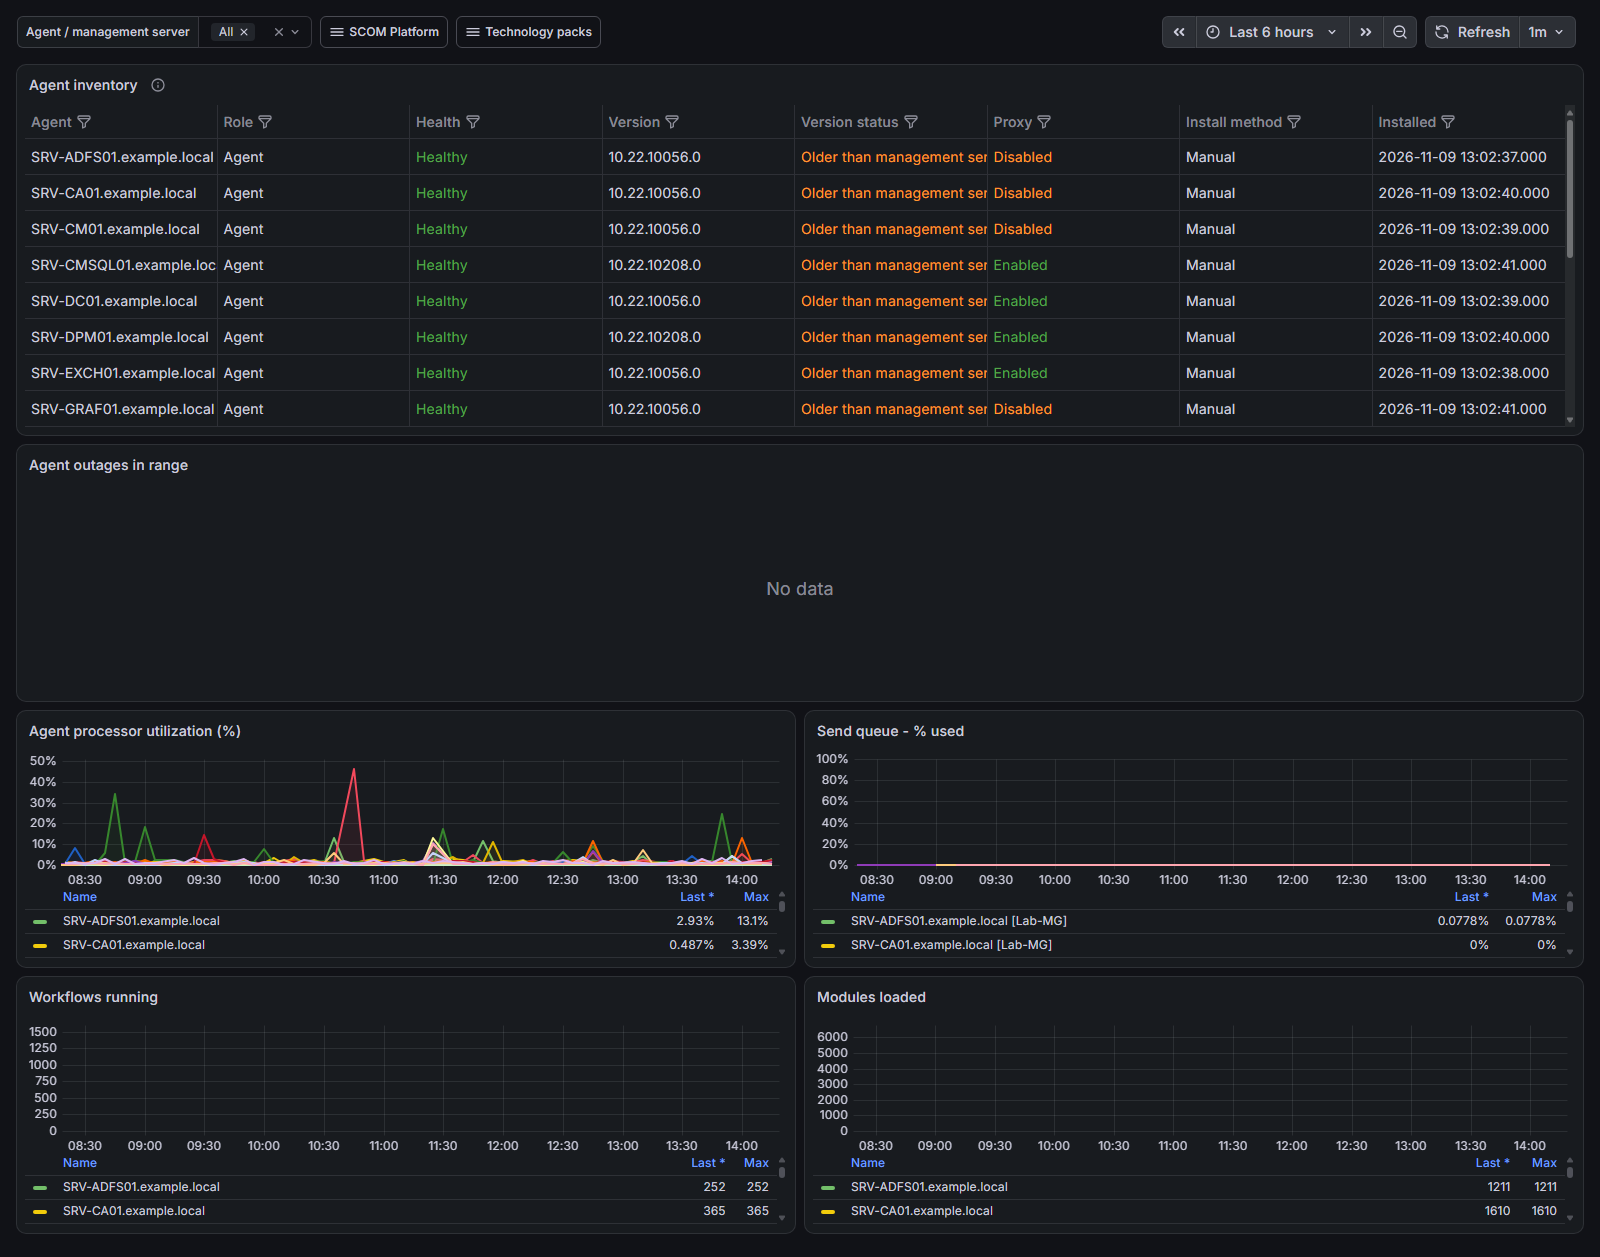 Agent / management server All SCOM Platform Technology packs Last 6 hours Refresh 1m
Agent inventory
Agent Role Health Version Version status Proxy Install method Installed
SRV-ADFS01.example.local Agent Healthy 10.22.10056.0 Older than management ser Disabled Manual 2026-11-09 13:02:37.000
SRV-CA01.example.local Agent Healthy 10.22.10056.0 Older than management ser Disabled Manual 2026-11-09 13:02:40.000
SRV-CM01.example.local Agent Healthy 10.22.10056.0 Older than management ser Disabled Manual 2026-11-09 13:02:39.000
SRV-CMSQL01.example.loc Agent Healthy 10.22.10208.0 Older than management ser Enabled Manual 2026-11-09 13:02:41.000
SRV-DC01.example.local Agent Healthy 10.22.10056.0 Older than management ser Enabled Manual 2026-11-09 13:02:39.000
SRV-DPM01.example.local Agent Healthy 10.22.10208.0 Older than management ser Enabled Manual 2026-11-09 13:02:40.000
SRV-EXCH01.example.local Agent Healthy 10.22.10056.0 Older than management ser Enabled Manual 2026-11-09 13:02:38.000
SRV-GRAF01.example.local Agent Healthy 10.22.10056.0 Older than management ser Disabled Manual 2026-11-09 13:02:41.000
Agent outages in range
No data
Agent processor utilization (%)
50%
40%
30%
20%
10%
0%
08:30 09:00 09:30 10:00 10:30 11:00 11:30 12:00 12:30 13:00 13:30 14:00
Name Last * Max
SRV-ADFS01.example.local 2.93% 13.1%
SRV-CA01.example.local 0.487% 3.39%
Send queue - % used
100%
80%
60%
40%
20%
0%
08:30 09:00 09:30 10:00 10:30 11:00 11:30 12:00 12:30 13:00 13:30 14:00
Name Last * Max
SRV-ADFS01.example.local [Lab-MG] 0.0778% 0.0778%
SRV-CA01.example.local [Lab-MG] 0% 0%
Workflows running
1500
1250
1000
750
500
250
0
08:30 09:00 09:30 10:00 10:30 11:00 11:30 12:00 12:30 13:00 13:30 14:00
Name Last * Max
SRV-ADFS01.example.local 252 252
SRV-CA01.example.local 365 365
Modules loaded
6000
5000
4000
3000
2000
1000
0
08:30 09:00 09:30 10:00 10:30 11:00 11:30 12:00 12:30 13:00 13:30 14:00
Name Last * Max
SRV-ADFS01.example.local 1211 1211
SRV-CA01.example.local 1610 1610